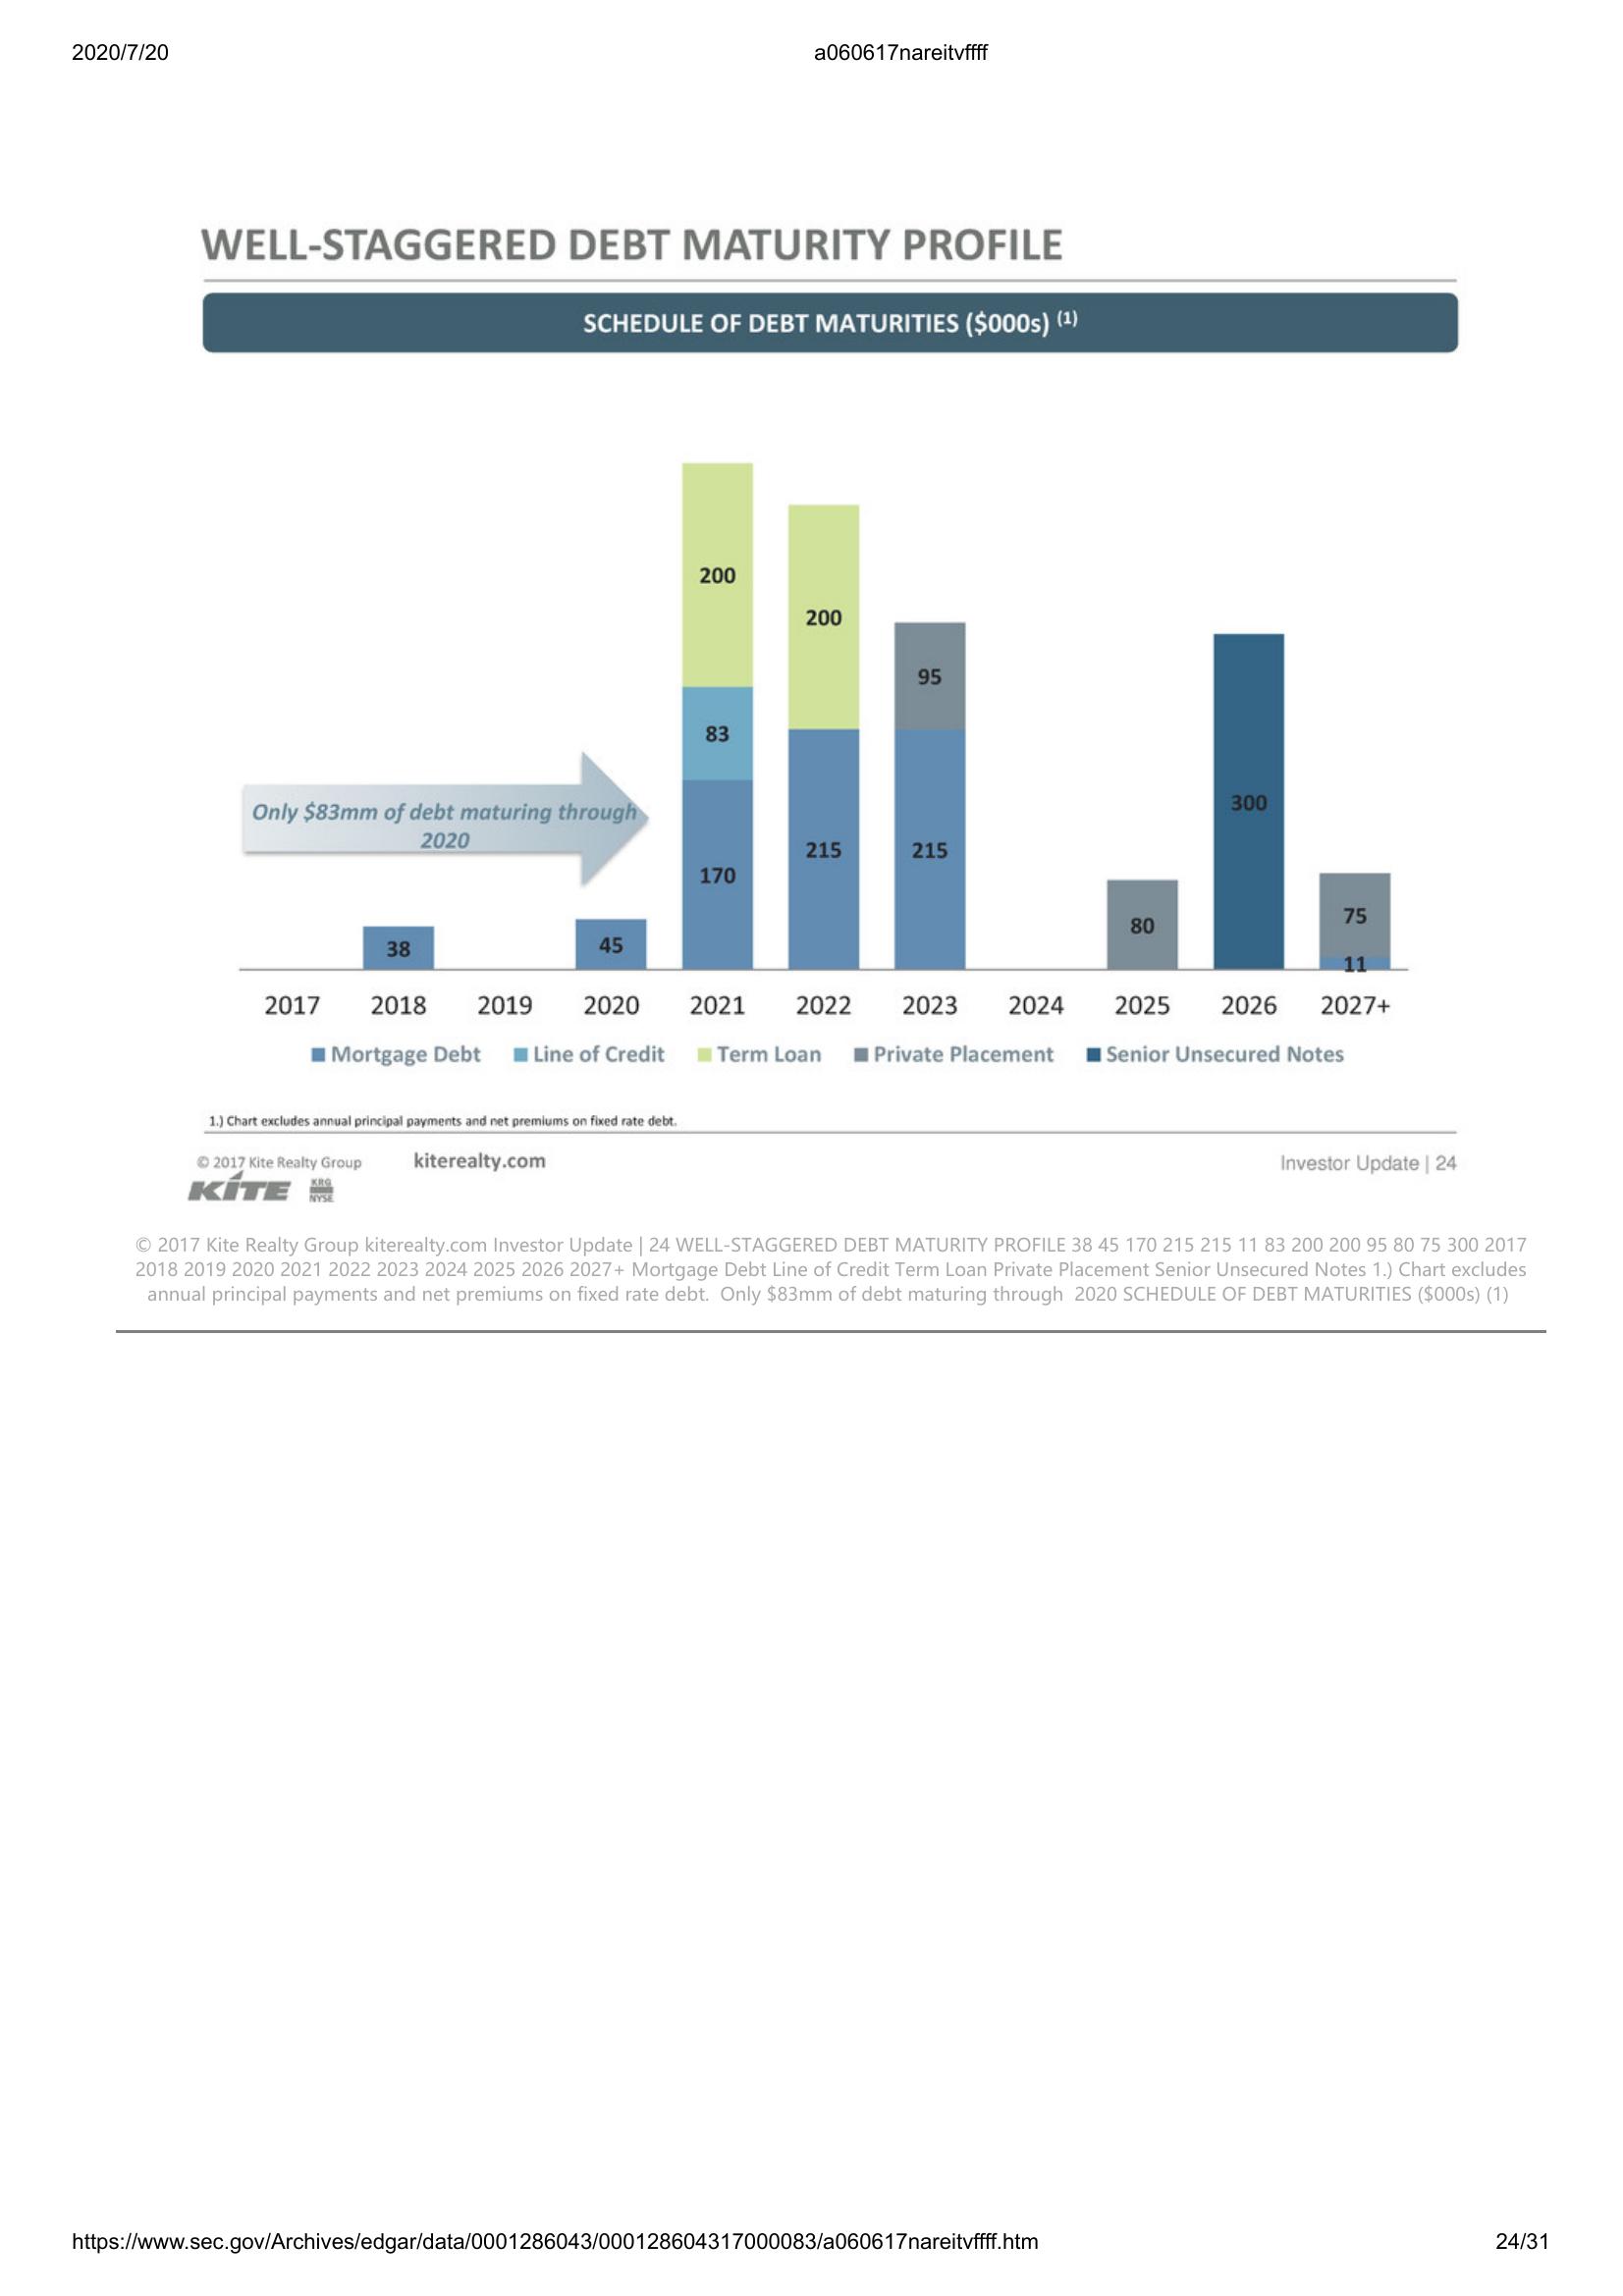 2020/7/20 a060617nareitvffff
WELL-STAGGERED DEBT MATURITY PROFILE
SCHEDULE OF DEBT MATURITIES ($000s) (1)
200
200
95
83
Only $83mm of debt maturing through
2020
300
215 215
170
75
80
38 45
11
2017 2018 2019 2020 2021 2022 2023 2024 2025 2026 2027+
Mortgage Debt Line of Credit Term Loan Private Placement Senior Unsecured Notes
1.) Chart excludes annual principal payments and net premiums on fixed rate debt.
© 2017 Kite Realty Group kiterealty.com Investor Update | 24
KITE KRG
NYSE
© 2017 Kite Realty Group kiterealty.com Investor Update | 24 WELL-STAGGERED DEBT MATURITY PROFILE 38 45 170 215 215 11 83 200 200 95 80 75 300 2017
2018 2019 2020 2021 2022 2023 2024 2025 2026 2027+ Mortgage Debt Line of Credit Term Loan Private Placement Senior Unsecured Notes 1.) Chart excludes
annual principal payments and net premiums on fixed rate debt. Only $83mm of debt maturing through 2020 SCHEDULE OF DEBT MATURITIES ($000s) (1)
https://www.sec.gov/Archives/edgar/data/0001286043/000128604317000083/a060617nareitvffff.htm 24/31